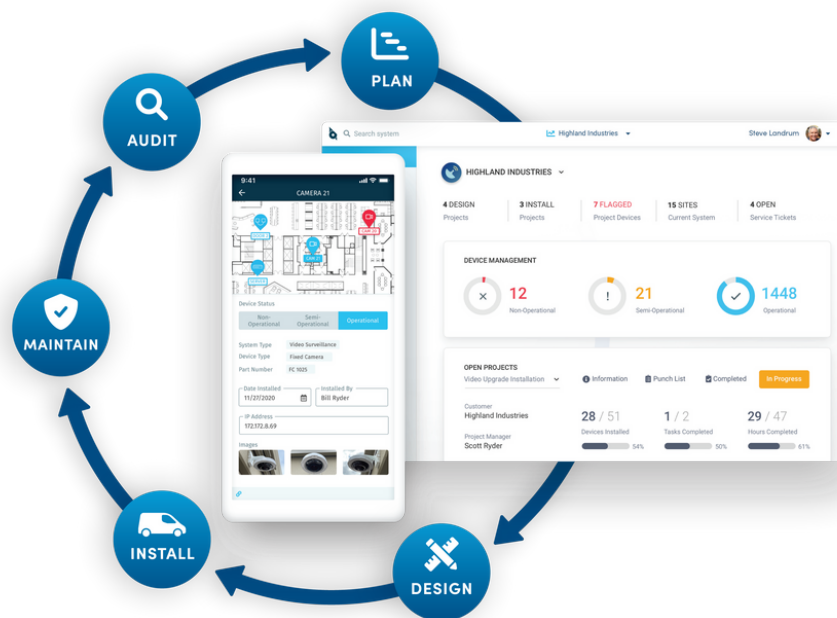 PLAN
AUDIT
MAINTAIN
INSTALL
DESIGN
Search system
Highland Industries
Steve Landrum
HIGHLAND INDUSTRIES
4 DESIGN
Projects
3 INSTALL
Projects
7 FLAGGED
Project Devices
15 SITES
Current System
4 OPEN
Service Tickets
DEVICE MANAGEMENT
12
Non-Operational
21
Semi-Operational
1448
Operational
OPEN PROJECTS
Video Upgrade Installation
Information
Punch List
Completed
In Progress
Customer
Highland Industries
Project Manager
Scott Ryder
28 / 51
Devices Installed
54%
1 / 2
Tasks Completed
50%
29 / 47
Hours Completed
61%
9:41
CAMERA 21
CAM 21
Device Status
Non-
Operational
Semi-
Operational
Operational
System Type Video Surveillance
Device Type Fixed Camera
Part Number FC 1025
Date Installed
11/27/2020
Installed By
Bill Ryder
IP Address
172.172.8.69
Images